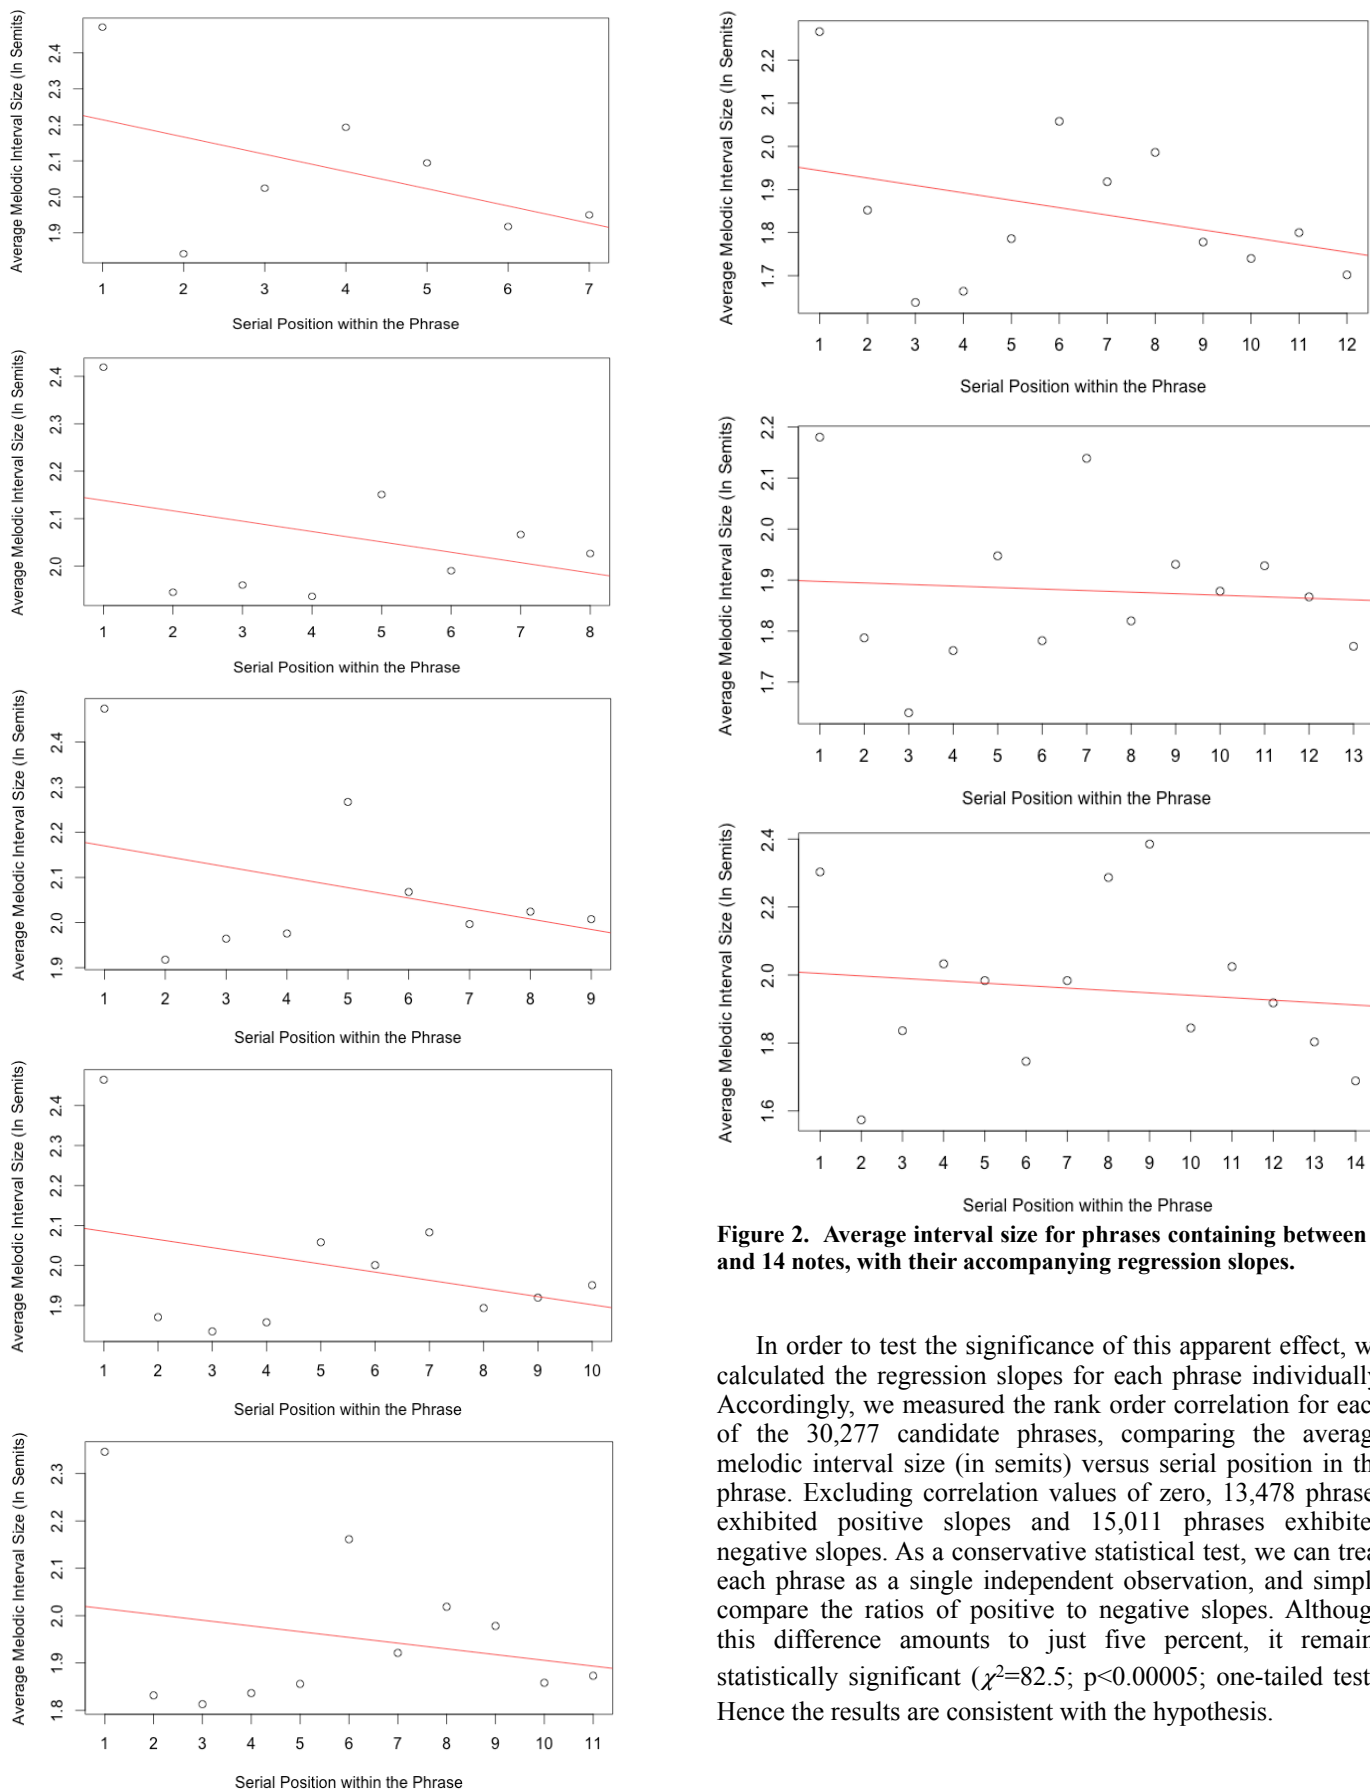 Average Melodic Interval Size (In Semits)
2.4
2.3
2.2
2.1
2.0
1.9
1 2 3 4 5 6 7
Serial Position within the Phrase
Average Melodic Interval Size (In Semits)
2.4
2.3
2.2
2.1
2.0
1 2 3 4 5 6 7 8
Serial Position within the Phrase
Average Melodic Interval Size (In Semits)
2.4
2.3
2.2
2.1
2.0
1.9
1 2 3 4 5 6 7 8 9
Serial Position within the Phrase
Average Melodic Interval Size (In Semits)
2.4
2.3
2.2
2.1
2.0
1.9
1 2 3 4 5 6 7 8 9 10
Serial Position within the Phrase
Average Melodic Interval Size (In Semits)
2.3
2.2
2.1
2.0
1.9
1.8
1 2 3 4 5 6 7 8 9 10 11
Serial Position within the Phrase
Average Melodic Interval Size (In Semits)
2.2
2.1
2.0
1.9
1.8
1.7
1 2 3 4 5 6 7 8 9 10 11 12
Serial Position within the Phrase
Average Melodic Interval Size (In Semits)
2.2
2.1
2.0
1.9
1.8
1.7
1 2 3 4 5 6 7 8 9 10 11 12 13
Serial Position within the Phrase
Average Melodic Interval Size (In Semits)
2.4
2.2
2.0
1.8
1.6
1 2 3 4 5 6 7 8 9 10 11 12 13 14
Serial Position within the Phrase
Figure 2. Average interval size for phrases containing between
and 14 notes, with their accompanying regression slopes.
In order to test the significance of this apparent effect, w
calculated the regression slopes for each phrase individually
Accordingly, we measured the rank order correlation for eac
of the 30,277 candidate phrases, comparing the averag
melodic interval size (in semits) versus serial position in th
phrase. Excluding correlation values of zero, 13,478 phrase
exhibited positive slopes and 15,011 phrases exhibite
negative slopes. As a conservative statistical test, we can trea
each phrase as a single independent observation, and simpl
compare the ratios of positive to negative slopes. Althoug
this difference amounts to just five percent, it remain
statistically significant (χ²=82.5; p<0.00005; one-tailed test
Hence the results are consistent with the hypothesis.